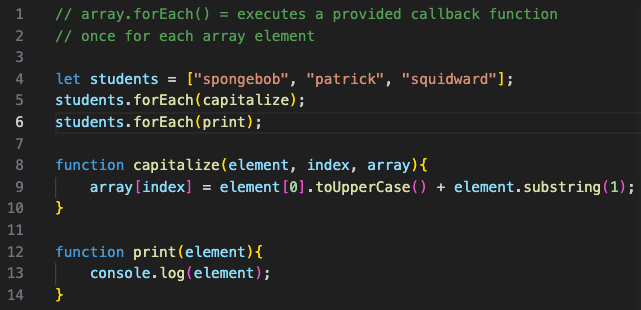 1 // array.forEach() = executes a provided callback function
2 // once for each array element
3
4 let students = ["spongebob", "patrick", "squidward"];
5 students.forEach(capitalize);
6 students.forEach(print);
7
8 function capitalize(element, index, array){
9 array[index] = element[0].toUpperCase() + element.substring(1);
10 }
11
12 function print(element){
13 console.log(element);
14 }